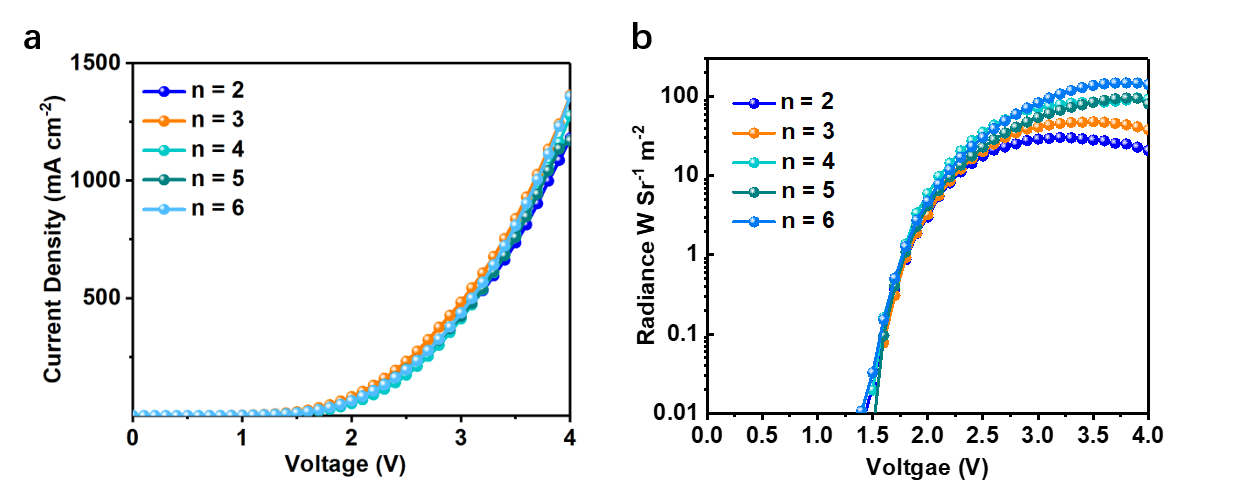 a
1500
1000
500
Current Density (mA cm⁻²)
n = 2
n = 3
n = 4
n = 5
n = 6
0 1 2 3 4
Voltage (V)
b
100
10
1
0.1
0.01
Radiance W Sr⁻¹ m⁻²
n = 2
n = 3
n = 4
n = 5
n = 6
0.0 0.5 1.0 1.5 2.0 2.5 3.0 3.5 4.0
Voltgae (V)